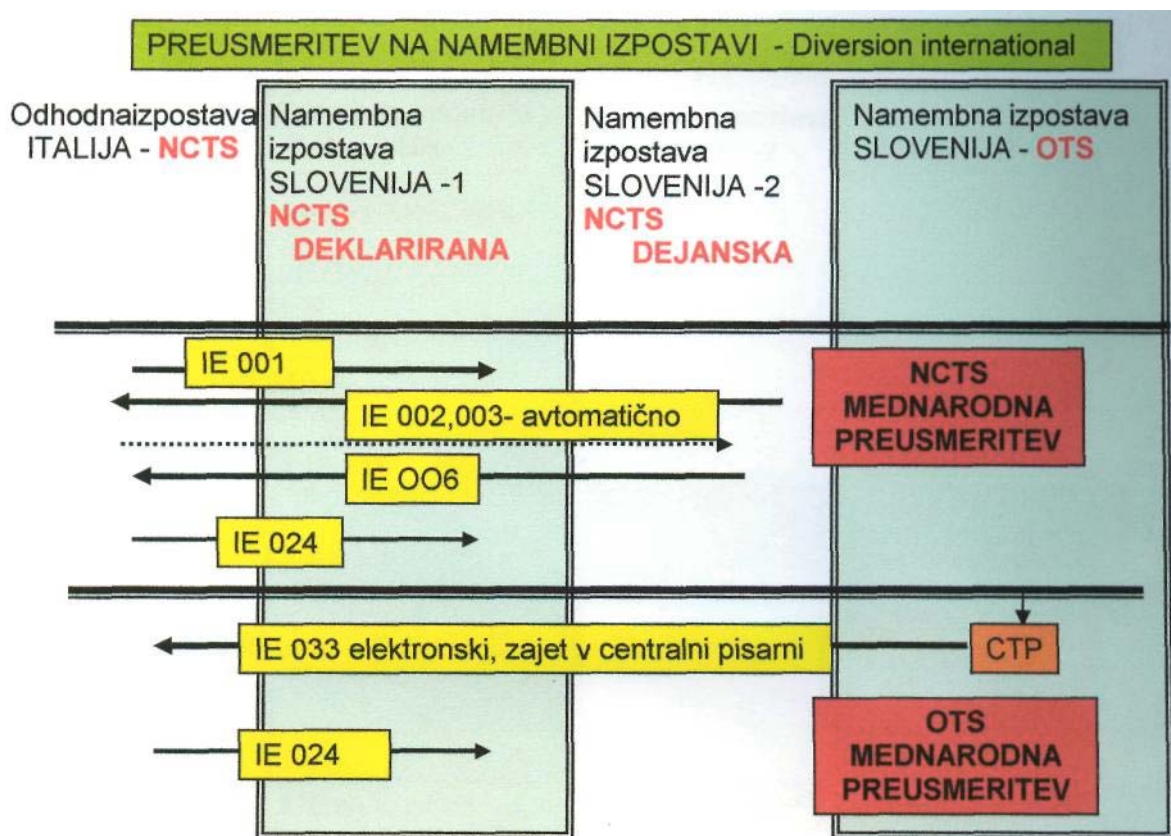 PREUSMERITEV NA NAMEMBNI IZPOSTAVI - Diversion international
Odhodnaizpostava
ITALIJA - NCTS
Namembna
izpostava
SLOVENIJA -1
NCTS
DEKLARIRANA
Namembna
izpostava
SLOVENIJA -2
NCTS
DEJANSKA
Namembna izpostava
SLOVENIJA - OTS
IE 001
IE 002,003- avtomatično
IE OO6
IE 024
NCTS
MEDNARODNA
PREUSMERITEV
IE 033 elektronski, zajet v centralni pisarni
CTP
IE 024
OTS
MEDNARODNA
PREUSMERITEV